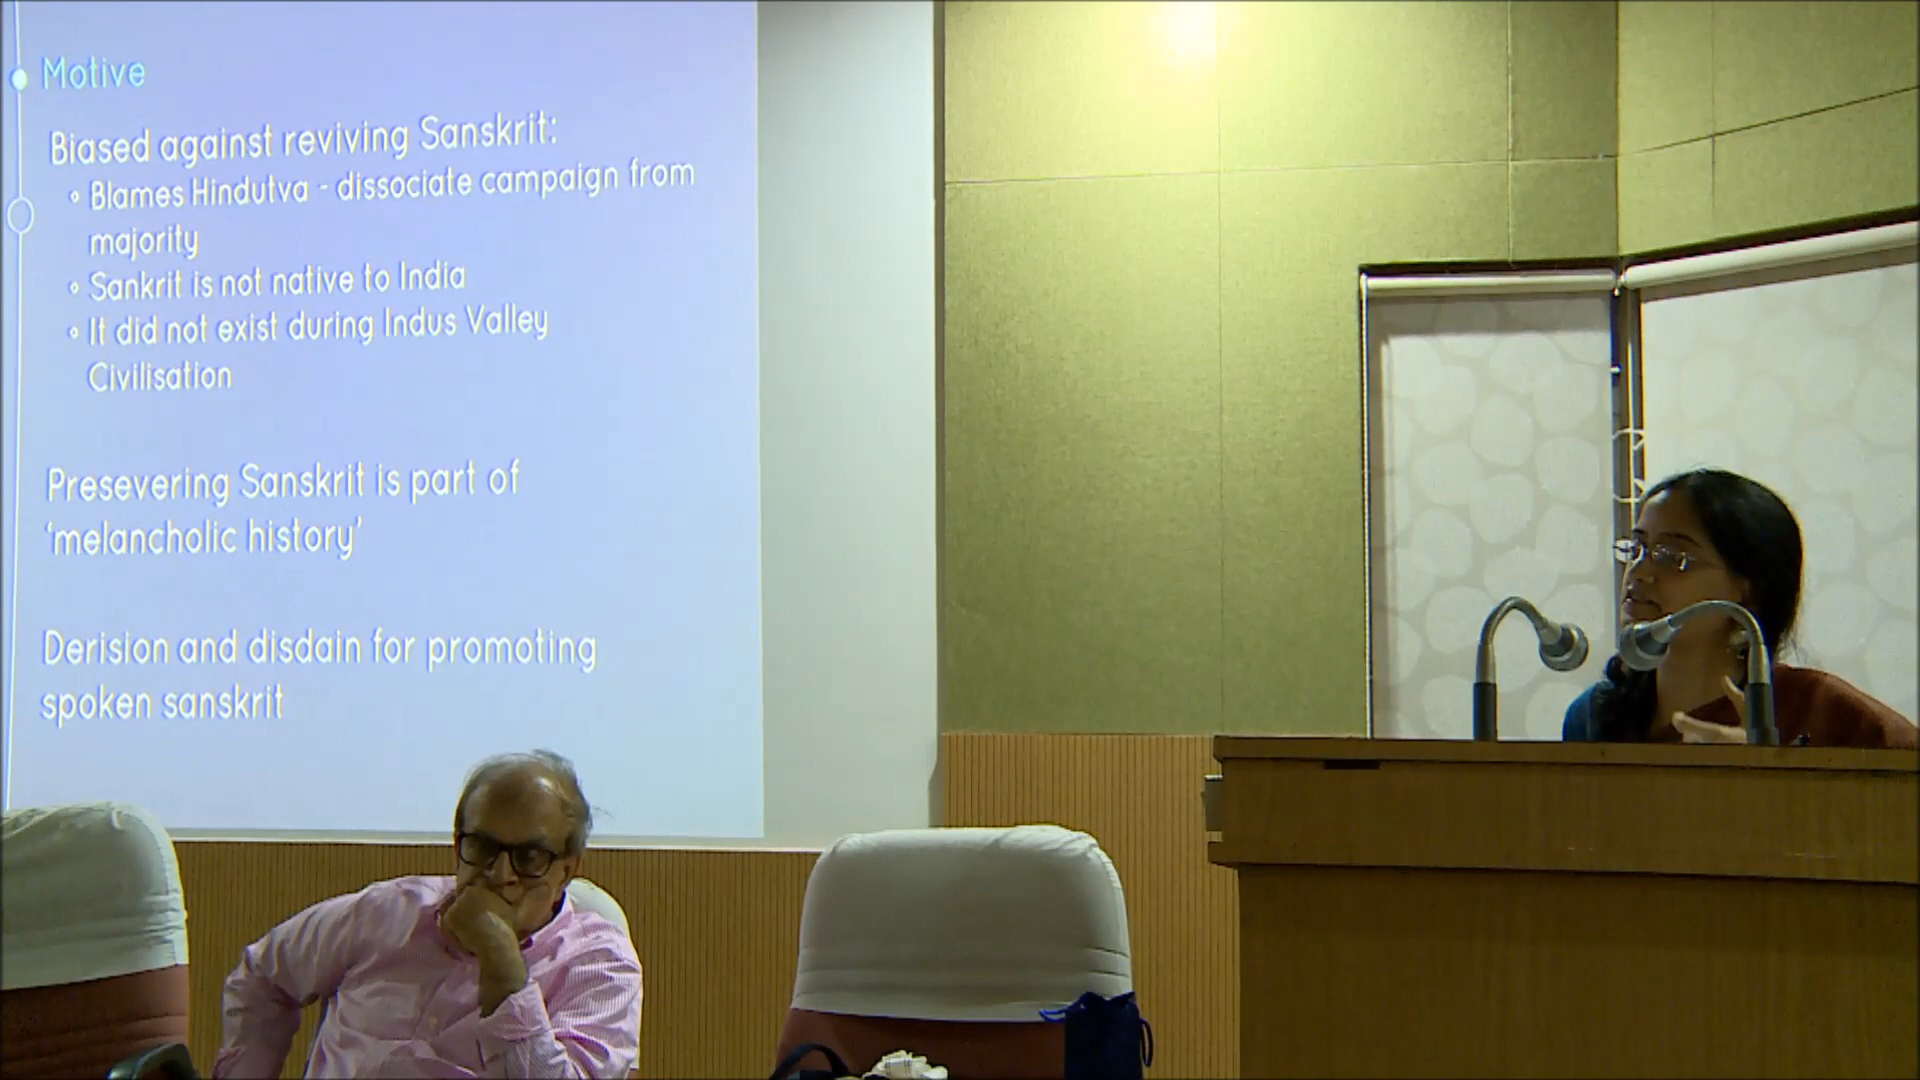 Motive
Biased against reviving Sanskrit:
◦ Blames Hindutva - dissociate campaign from
majority
◦ Sankrit is not native to India
◦ It did not exist during Indus Valley
Civilisation
Presevering Sanskrit is part of
‘melancholic history’
Derision and disdain for promoting
spoken sanskrit